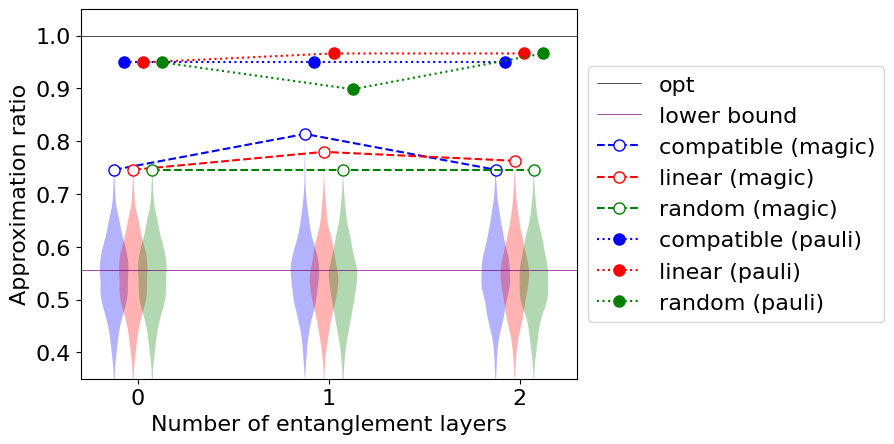 1.0
0.9
0.8
0.7
0.6
0.5
0.4
Approximation ratio
0 1 2
Number of entanglement layers
opt
lower bound
compatible (magic)
linear (magic)
random (magic)
compatible (pauli)
linear (pauli)
random (pauli)